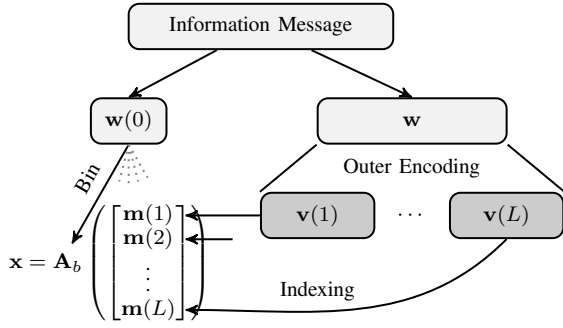 Information Message
w(0)
w
Bin
Outer Encoding
v(1) ··· v(L)
m(1)
m(2)
x = A_b
⋮
m(L)
Indexing